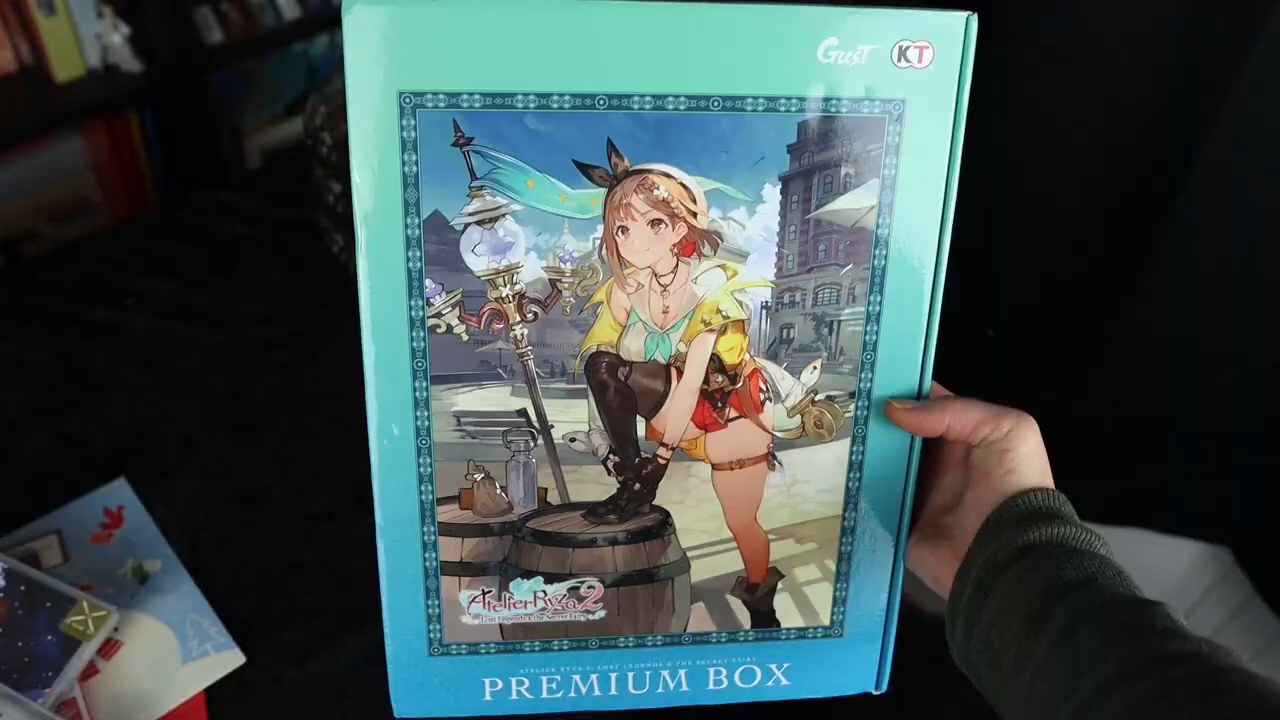 GUST KT
Atelier Ryza 2
Lost Legends & the Secret Fairy
ATELIER RYZA 2: LOST LEGENDS & THE SECRET FAIRY
PREMIUM BOX